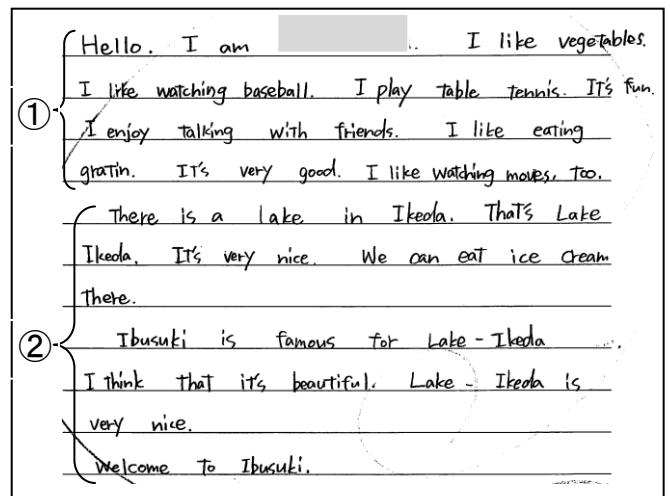 Hello. I am . I like vegetables.
① I like watching baseball. I play table tennis. It's fun.
I enjoy talking with friends. I like eating
gratin. It's very good. I like watching moves, too.
There is a lake in Ikeda. That's Lake
Ikeda. It's very nice. We can eat ice cream
there.
② Ibusuki is famous for Lake - Ikeda .
I think that it's beautiful. Lake - Ikeda is
very nice.
Welcome to Ibusuki.